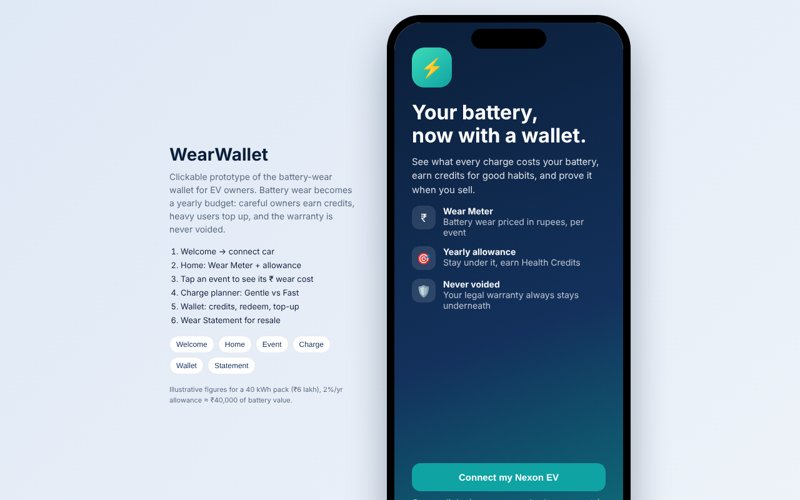 WearWallet
Clickable prototype of the battery-wear
wallet for EV owners. Battery wear becomes
a yearly budget: careful owners earn credits,
heavy users top up, and the warranty is
never voided.
1. Welcome → connect car
2. Home: Wear Meter + allowance
3. Tap an event to see its ₹ wear cost
4. Charge planner: Gentle vs Fast
5. Wallet: credits, redeem, top-up
6. Wear Statement for resale
Welcome Home Event Charge
Wallet Statement
Illustrative figures for a 40 kWh pack (₹6 lakh), 2%/yr
allowance ≈ ₹40,000 of battery value.
Your battery,
now with a wallet.
See what every charge costs your battery,
earn credits for good habits, and prove it
when you sell.
₹
Wear Meter
Battery wear priced in rupees, per
event
Yearly allowance
Stay under it, earn Health Credits
Never voided
Your legal warranty always stays
underneath
Connect my Nexon EV